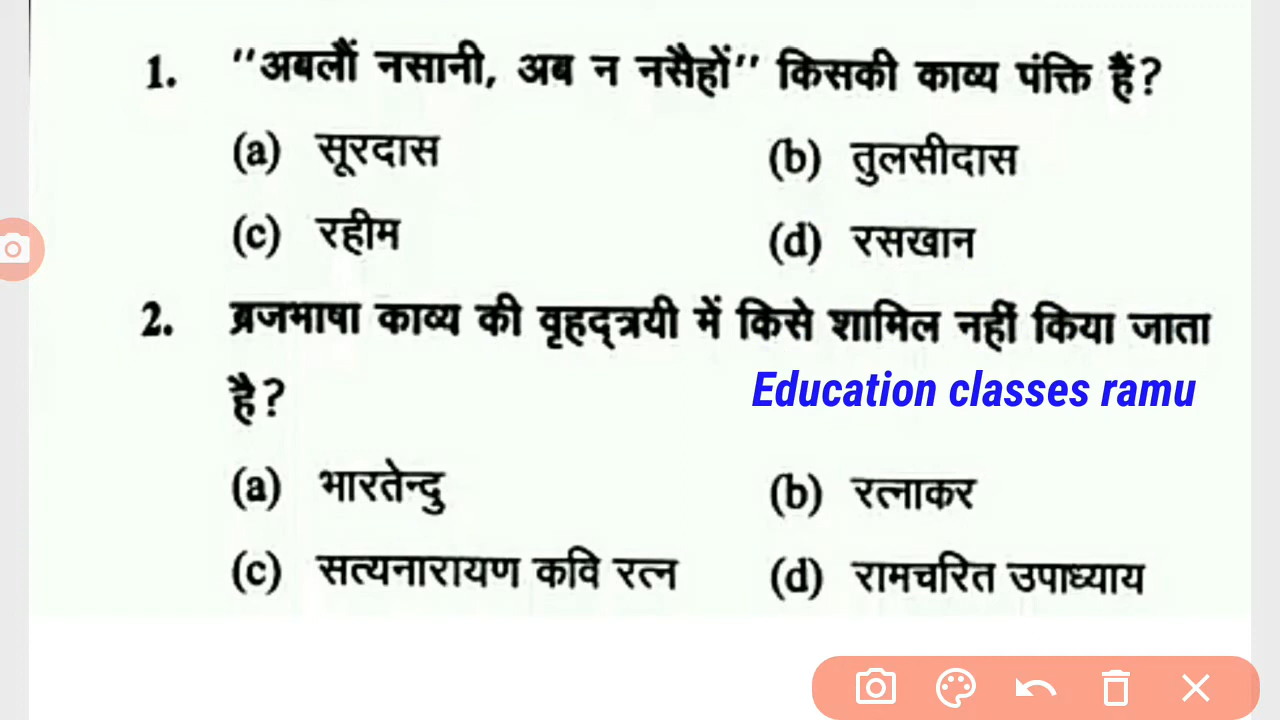 1. "अबलौं नसानी, अब न नसैहों" किसकी काव्य पंक्ति हैं?
(a) सूरदास (b) तुलसीदास
(c) रहीम (d) रसखान
2. ब्रजभाषा काव्य की वृहद्त्रयी में किसे शामिल नहीं किया जाता
है?
Education classes ramu
(a) भारतेन्दु (b) रत्नाकर
(c) सत्यनारायण कवि रत्न (d) रामचरित उपाध्याय